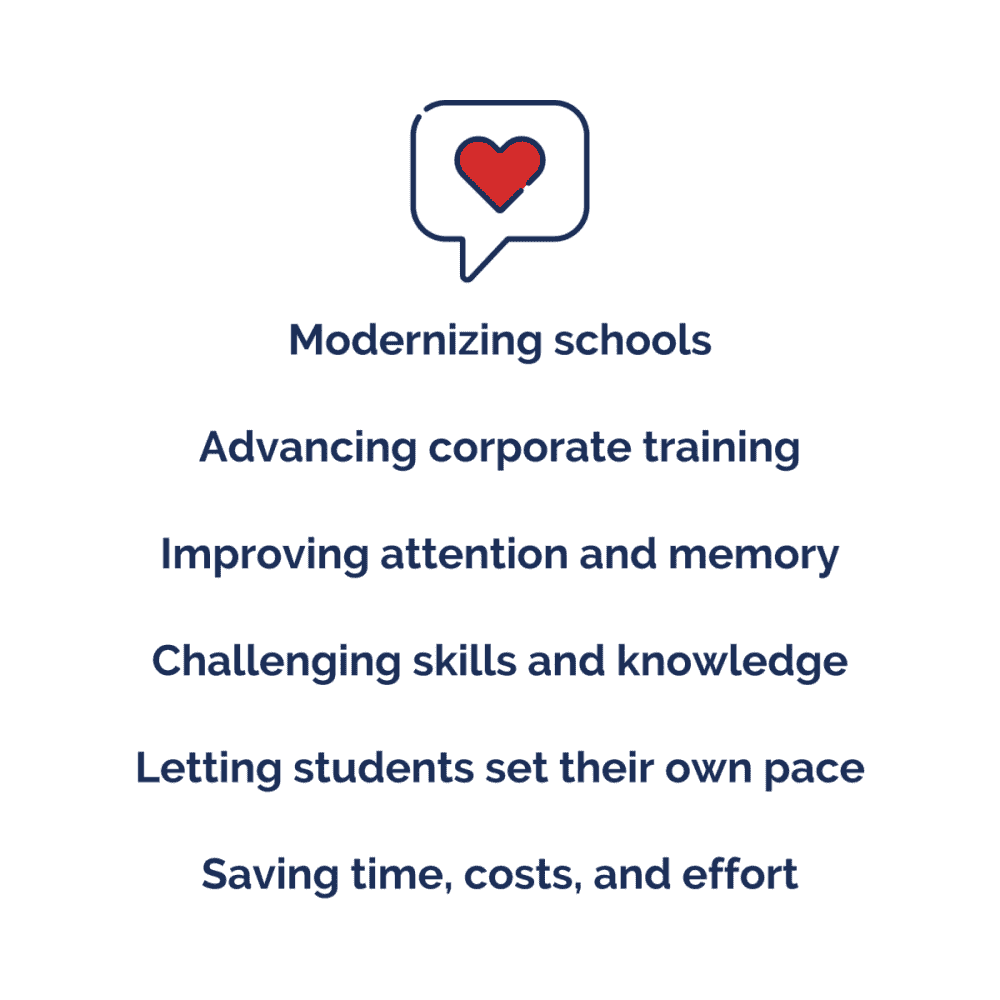 Modernizing schools
Advancing corporate training
Improving attention and memory
Challenging skills and knowledge
Letting students set their own pace
Saving time, costs, and effort